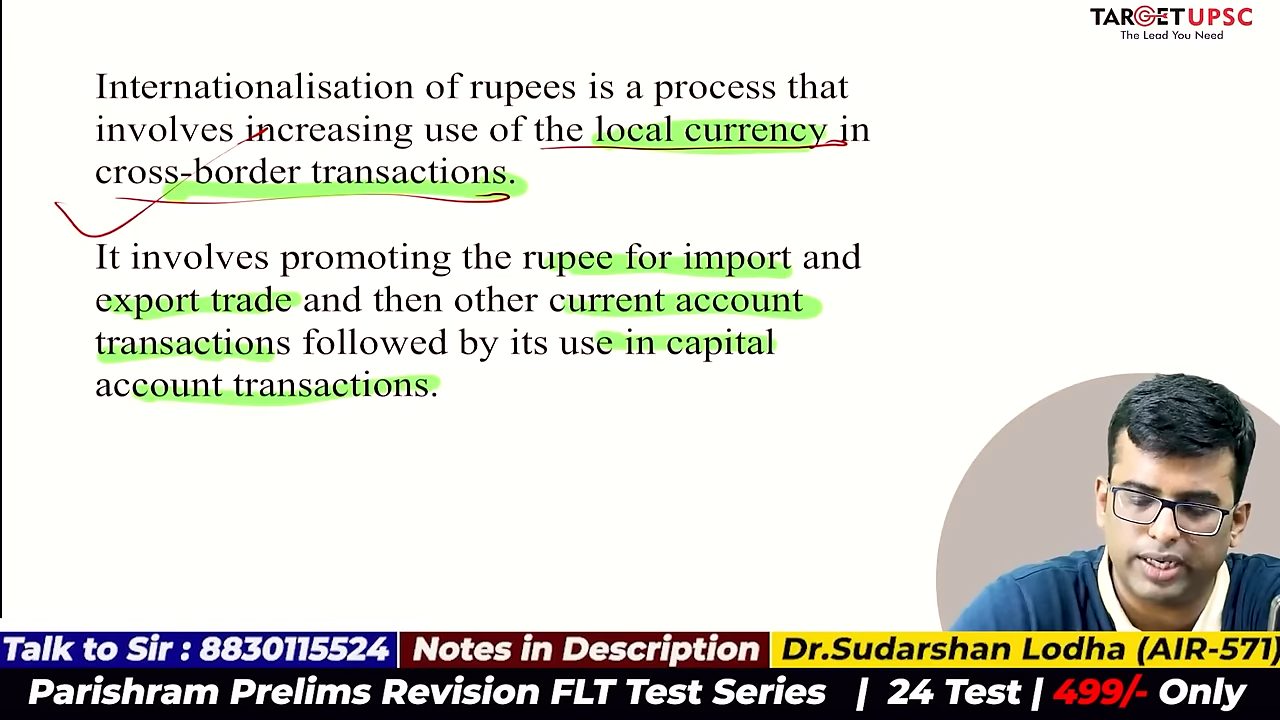 TARGETUPSC
The Lead You Need
Internationalisation of rupees is a process that
involves increasing use of the local currency in
cross-border transactions.
It involves promoting the rupee for import and
export trade and then other current account
transactions followed by its use in capital
account transactions.
Talk to Sir : 8830115524 Notes in Description Dr.Sudarshan Lodha (AIR-571)
Parishram Prelims Revision FLT Test Series | 24 Test | 499/- Only